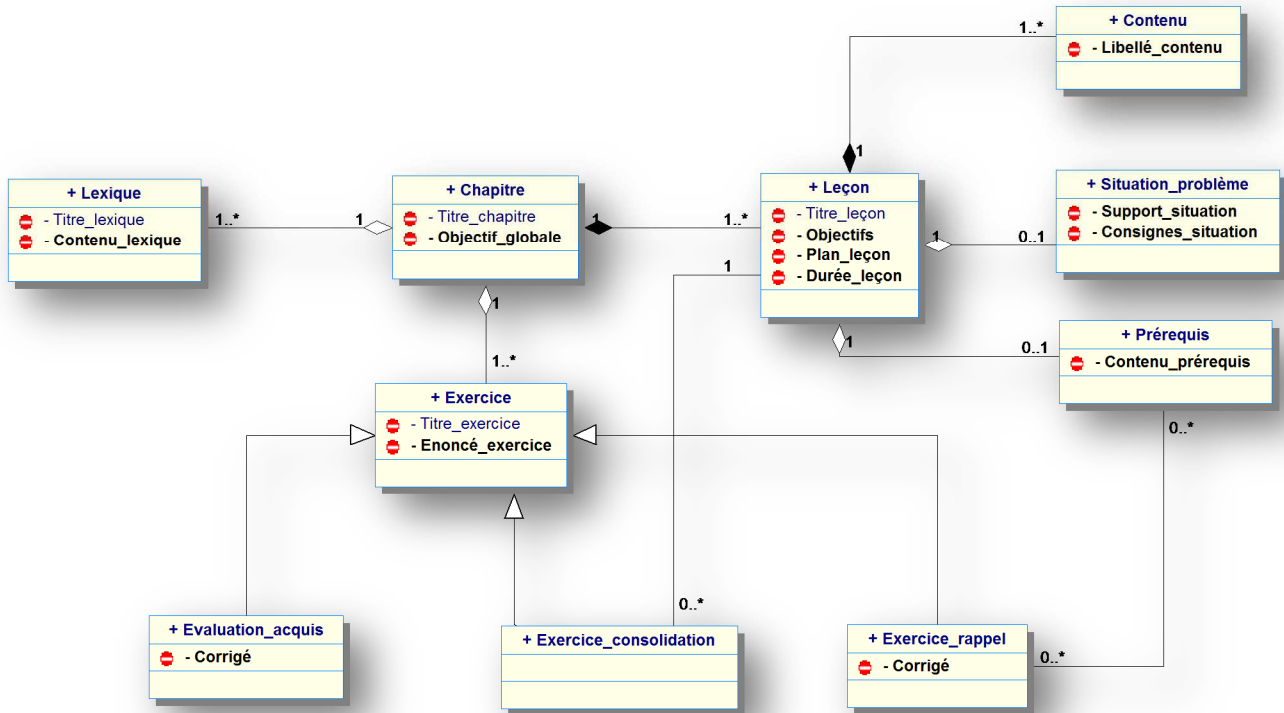 + Contenu
- Libellé_contenu
1..*
1
+ Lexique
- Titre_lexique
- Contenu_lexique
1..*
1
+ Chapitre
- Titre_chapitre
- Objectif_globale
1
1..*
+ Leçon
- Titre_leçon
- Objectifs
- Plan_leçon
- Durée_leçon
1
0..1
+ Situation_problème
- Support_situation
- Consignes_situation
1
1
1..*
1
0..1
+ Prérequis
- Contenu_prérequis
0..*
+ Exercice
- Titre_exercice
- Enoncé_exercice
0..*
+ Evaluation_acquis
- Corrigé
+ Exercice_consolidation
+ Exercice_rappel
- Corrigé
0..*